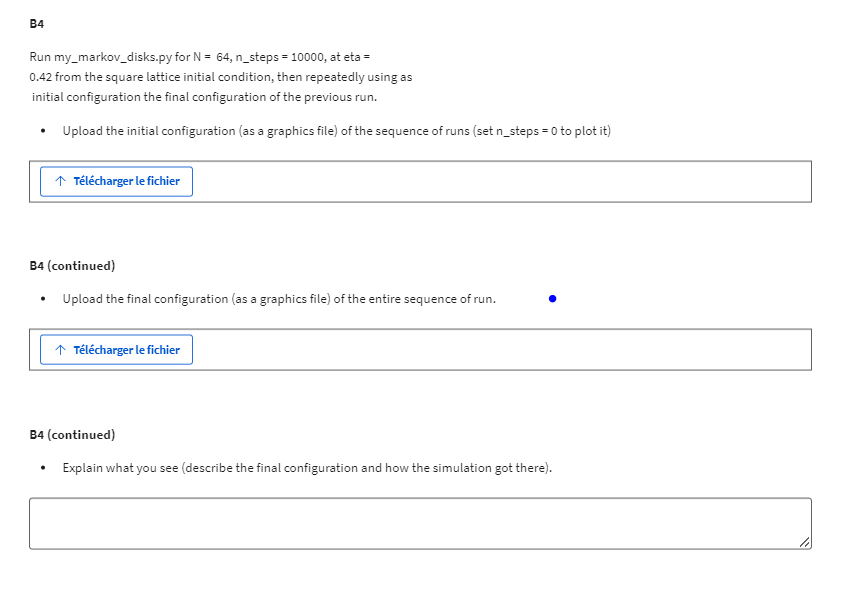 B4
Run my_markov_disks.py for N = 64, n_steps = 10000, at eta =
0.42 from the square lattice initial condition, then repeatedly using as
initial configuration the final configuration of the previous run.
• Upload the initial configuration (as a graphics file) of the sequence of runs (set n_steps = 0 to plot it)
↑ Télécharger le fichier
B4 (continued)
• Upload the final configuration (as a graphics file) of the entire sequence of run.
↑ Télécharger le fichier
B4 (continued)
• Explain what you see (describe the final configuration and how the simulation got there).